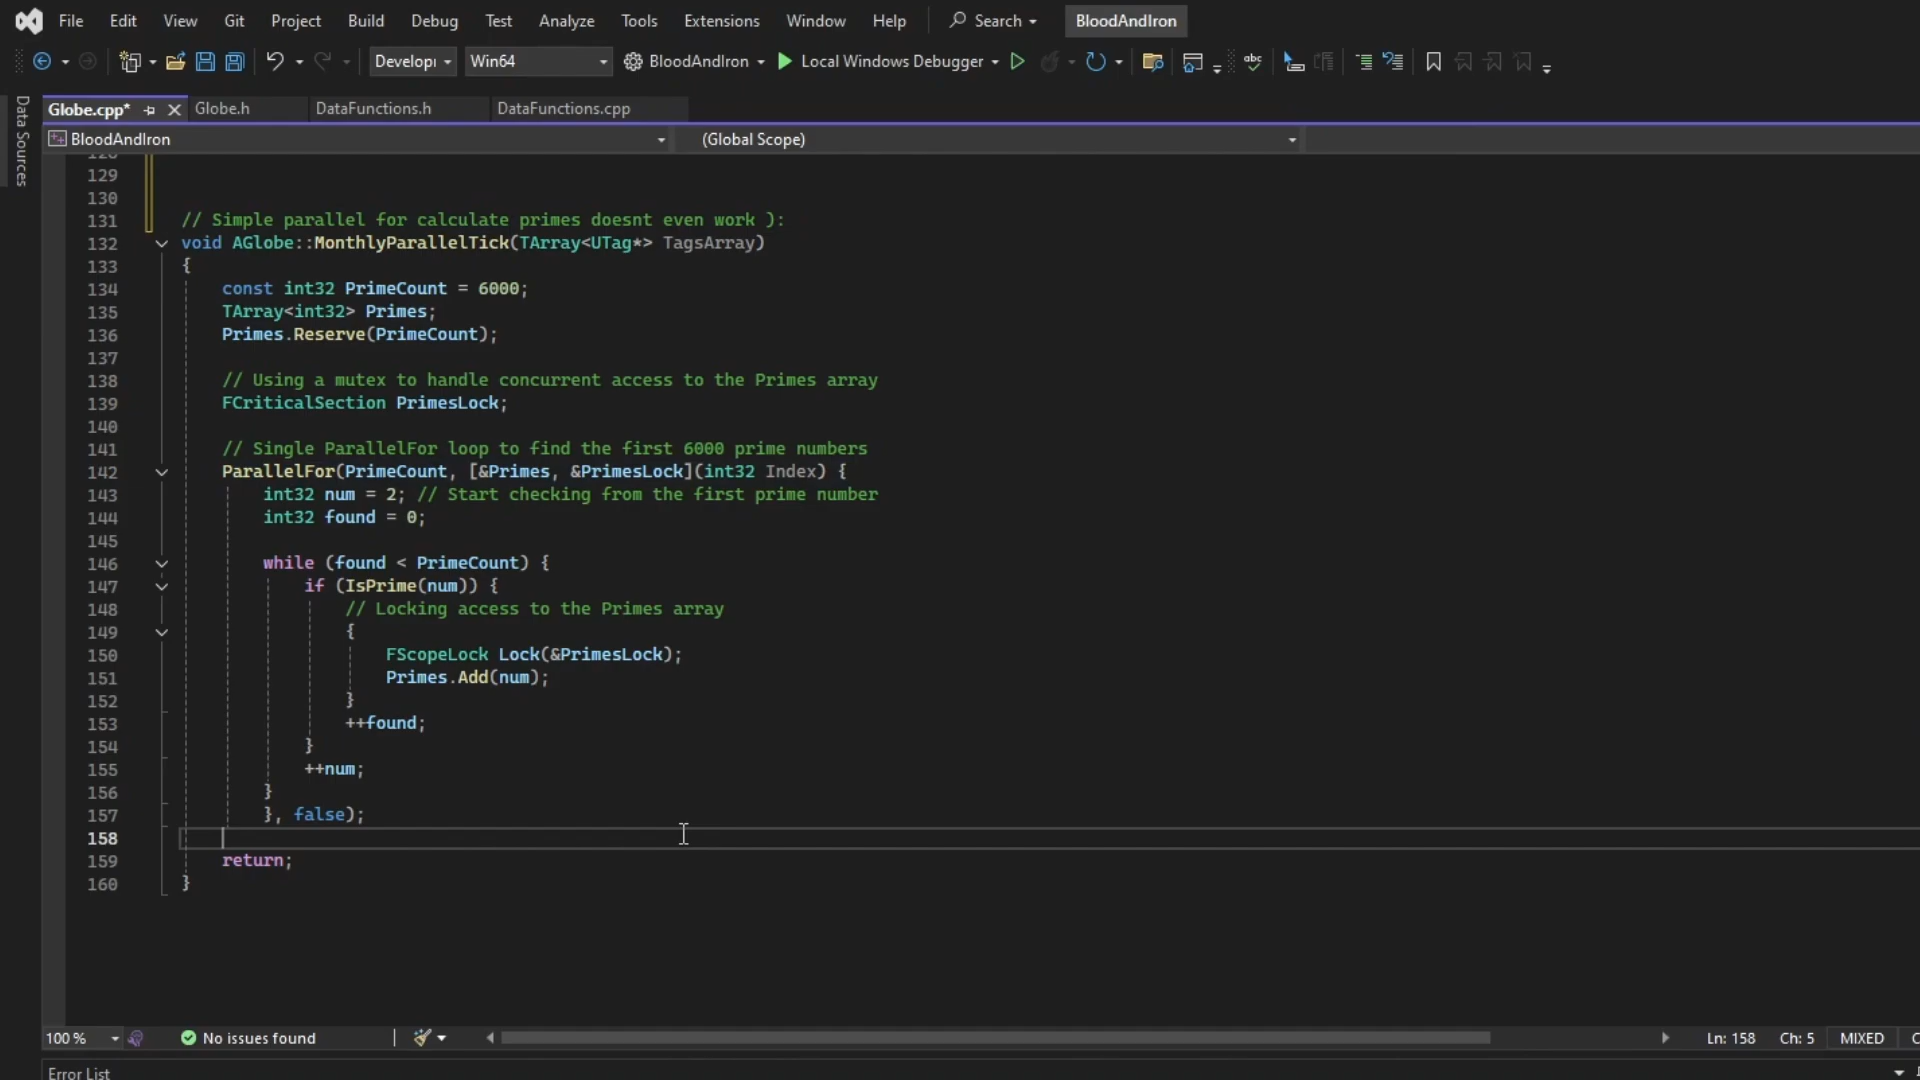 File Edit View Git Project Build Debug Test Analyze Tools Extensions Window Help Search BloodAndIron
Develop Win64 BloodAndIron Local Windows Debugger abc
Data Sources
Globe.cpp* Globe.h DataFunctions.h DataFunctions.cpp
BloodAndIron (Global Scope)
129
130
131 // Simple parallel for calculate primes doesnt even work ):
132 void AGlobe::MonthlyParallelTick(TArray<UTag*> TagsArray)
133 {
134 const int32 PrimeCount = 6000;
135 TArray<int32> Primes;
136 Primes.Reserve(PrimeCount);
137
138 // Using a mutex to handle concurrent access to the Primes array
139 FCriticalSection PrimesLock;
140
141 // Single ParallelFor loop to find the first 6000 prime numbers
142 ParallelFor(PrimeCount, [&Primes, &PrimesLock](int32 Index) {
143 int32 num = 2; // Start checking from the first prime number
144 int32 found = 0;
145
146 while (found < PrimeCount) {
147 if (IsPrime(num)) {
148 // Locking access to the Primes array
149 {
150 FScopeLock Lock(&PrimesLock);
151 Primes.Add(num);
152 }
153 ++found;
154 }
155 ++num;
156 }
157 }, false);
158
159 return;
160 }
100 % No issues found Ln: 158 Ch: 5 MIXED
Error List